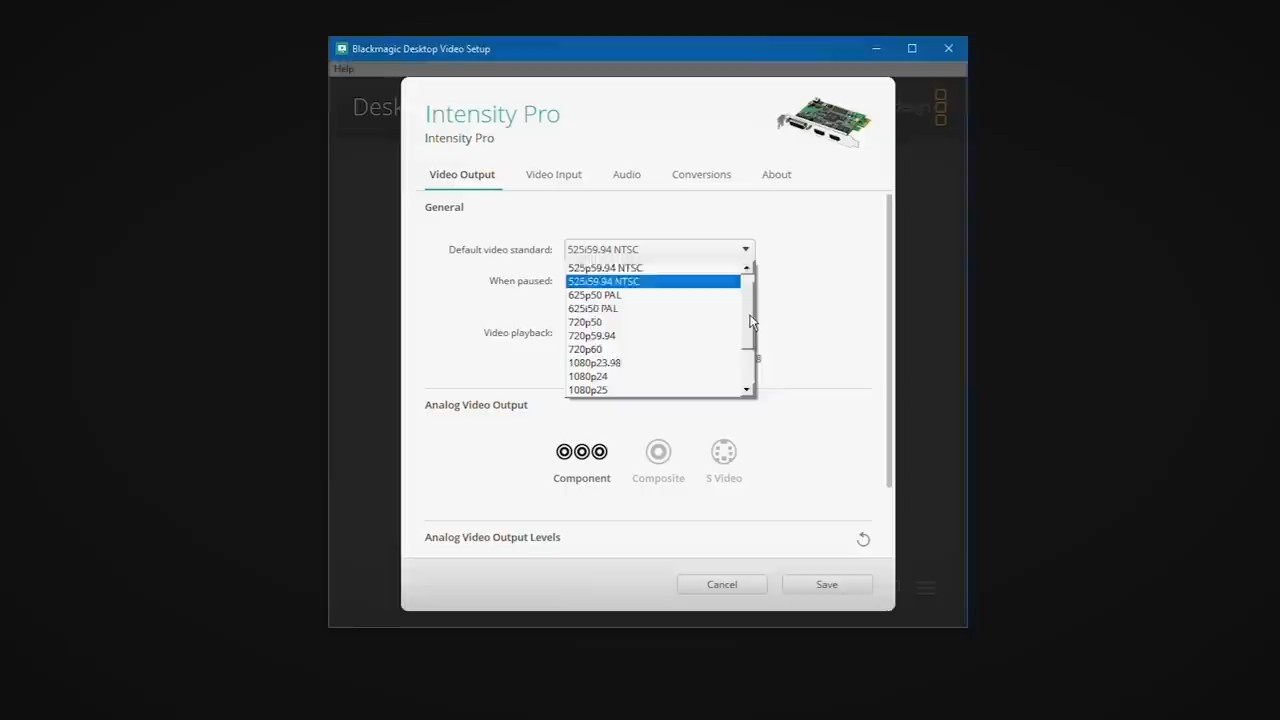 Blackmagic Desktop Video Setup
Help
Desk
Intensity Pro
Intensity Pro
Video Output Video Input Audio Conversions About
General
Default video standard: 525i59.94 NTSC
525p59.94 NTSC
When paused: 525i59.94 NTSC
625p50 PAL
625i50 PAL
720p50
Video playback: 720p59.94
720p60
1080p23.98
1080p24
1080p25
Analog Video Output
Component Composite S Video
Analog Video Output Levels
Cancel Save